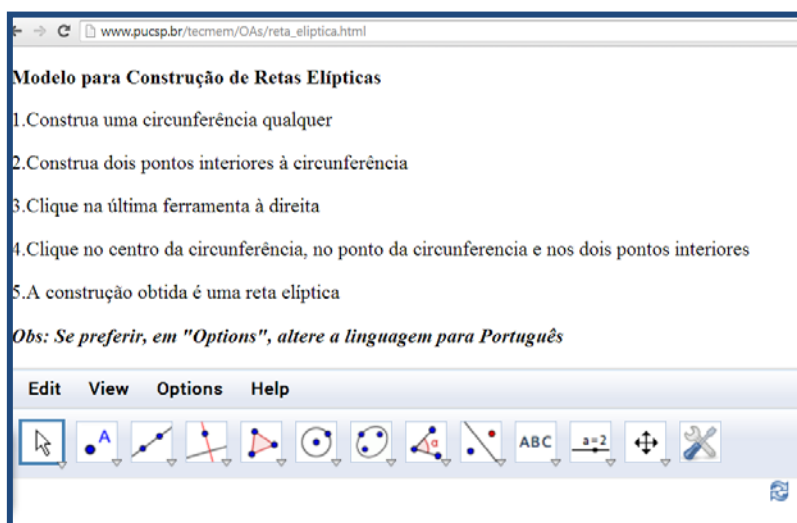 www.pucsp.br/tecmem/OAs/reta_eliptica.html
Modelo para Construção de Retas Elípticas
1.Construa uma circunferência qualquer
2.Construa dois pontos interiores à circunferência
3.Clique na última ferramenta à direita
4.Clique no centro da circunferência, no ponto da circunferencia e nos dois pontos interiores
5.A construção obtida é uma reta elíptica
Obs: Se preferir, em "Options", altere a linguagem para Português
Edit View Options Help
A α ABC a=2